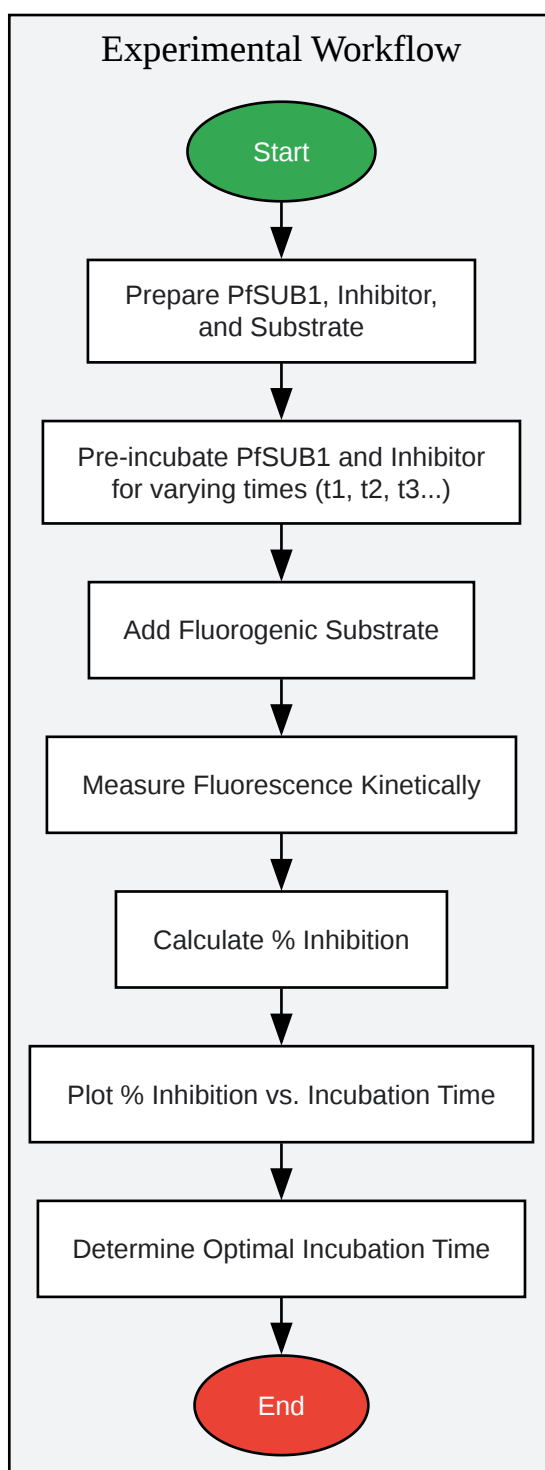 Experimental Workflow
Start
Prepare PfSUB1, Inhibitor,
and Substrate
Pre-incubate PfSUB1 and Inhibitor
for varying times (t1, t2, t3...)
Add Fluorogenic Substrate
Measure Fluorescence Kinetically
Calculate % Inhibition
Plot % Inhibition vs. Incubation Time
Determine Optimal Incubation Time
End